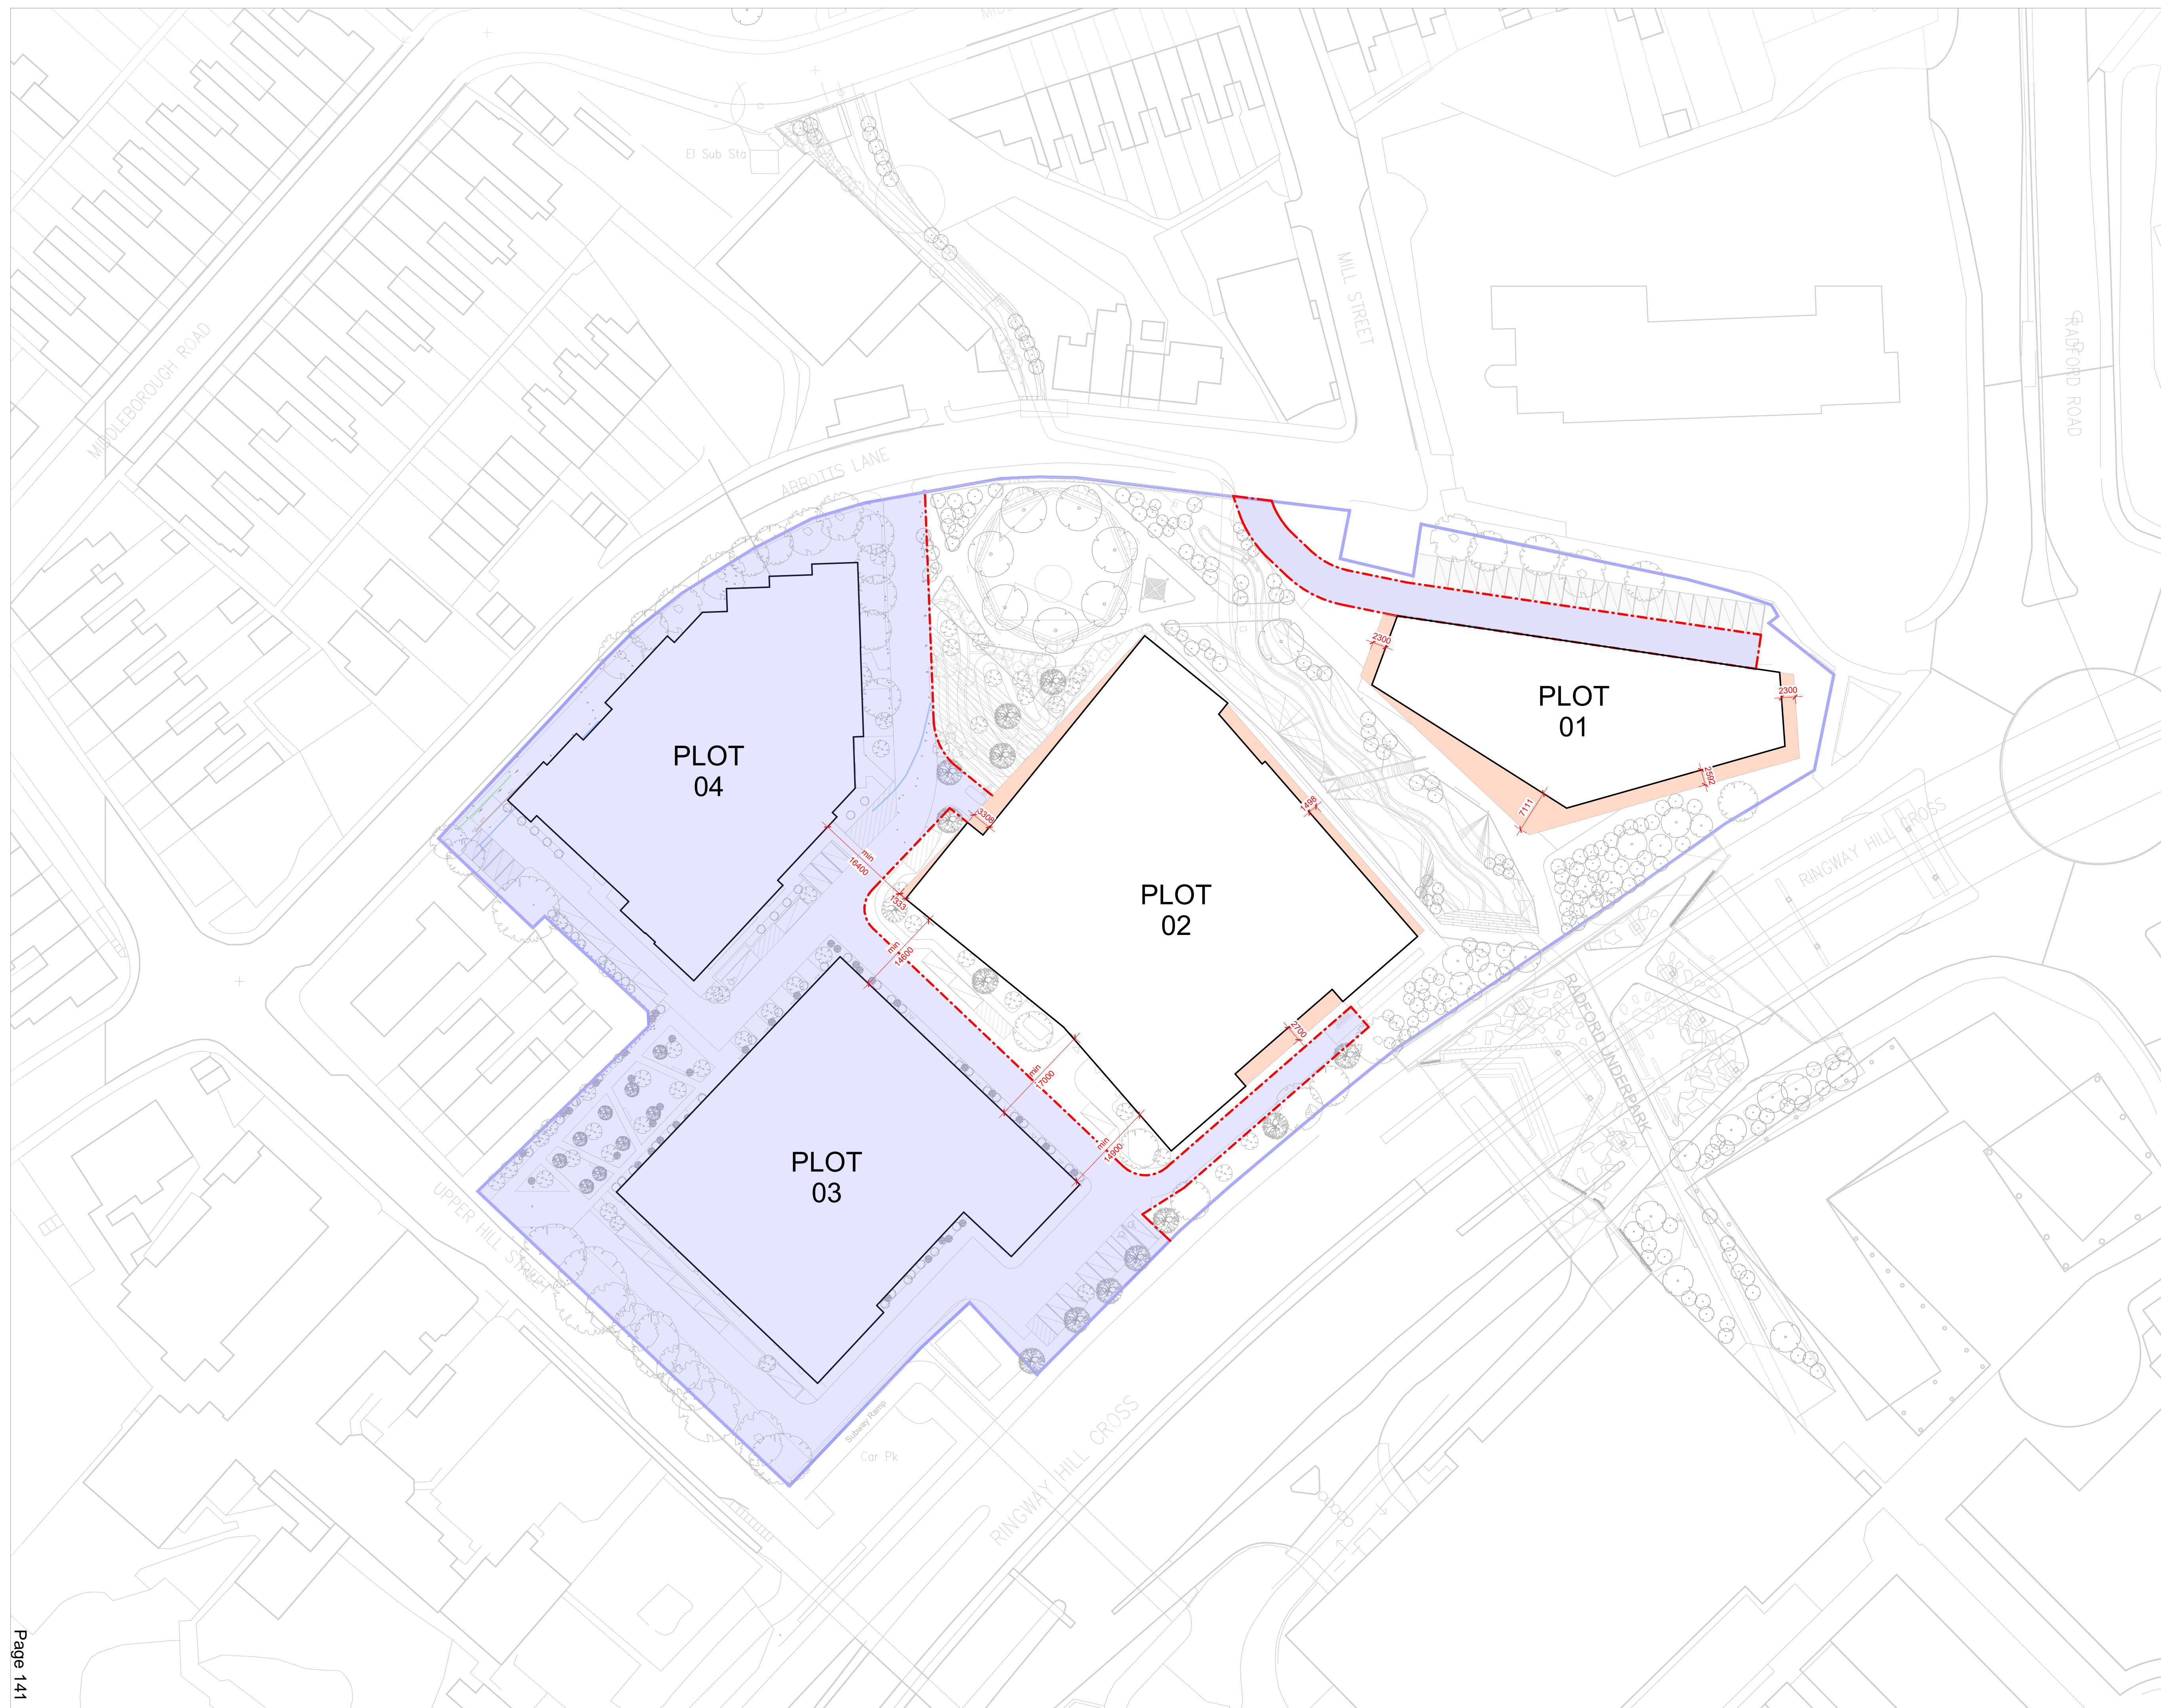 El Sub Sta
MIDDLEBOROUGH ROAD
MILL STREET
RADFORD ROAD
ABBOTTS LANE
2300
PLOT
01
2300
2592
7111
PLOT
04
3308
1498
min
16400
1333
PLOT
02
min
14600
RINGWAY HILL CROSS
2700
RADFORD UNDERPARK
min
17000
min
14900
PLOT
03
UPPER HILL STREET
Subway Ramp
Car Pk
RINGWAY HILL CROSS
Page 141